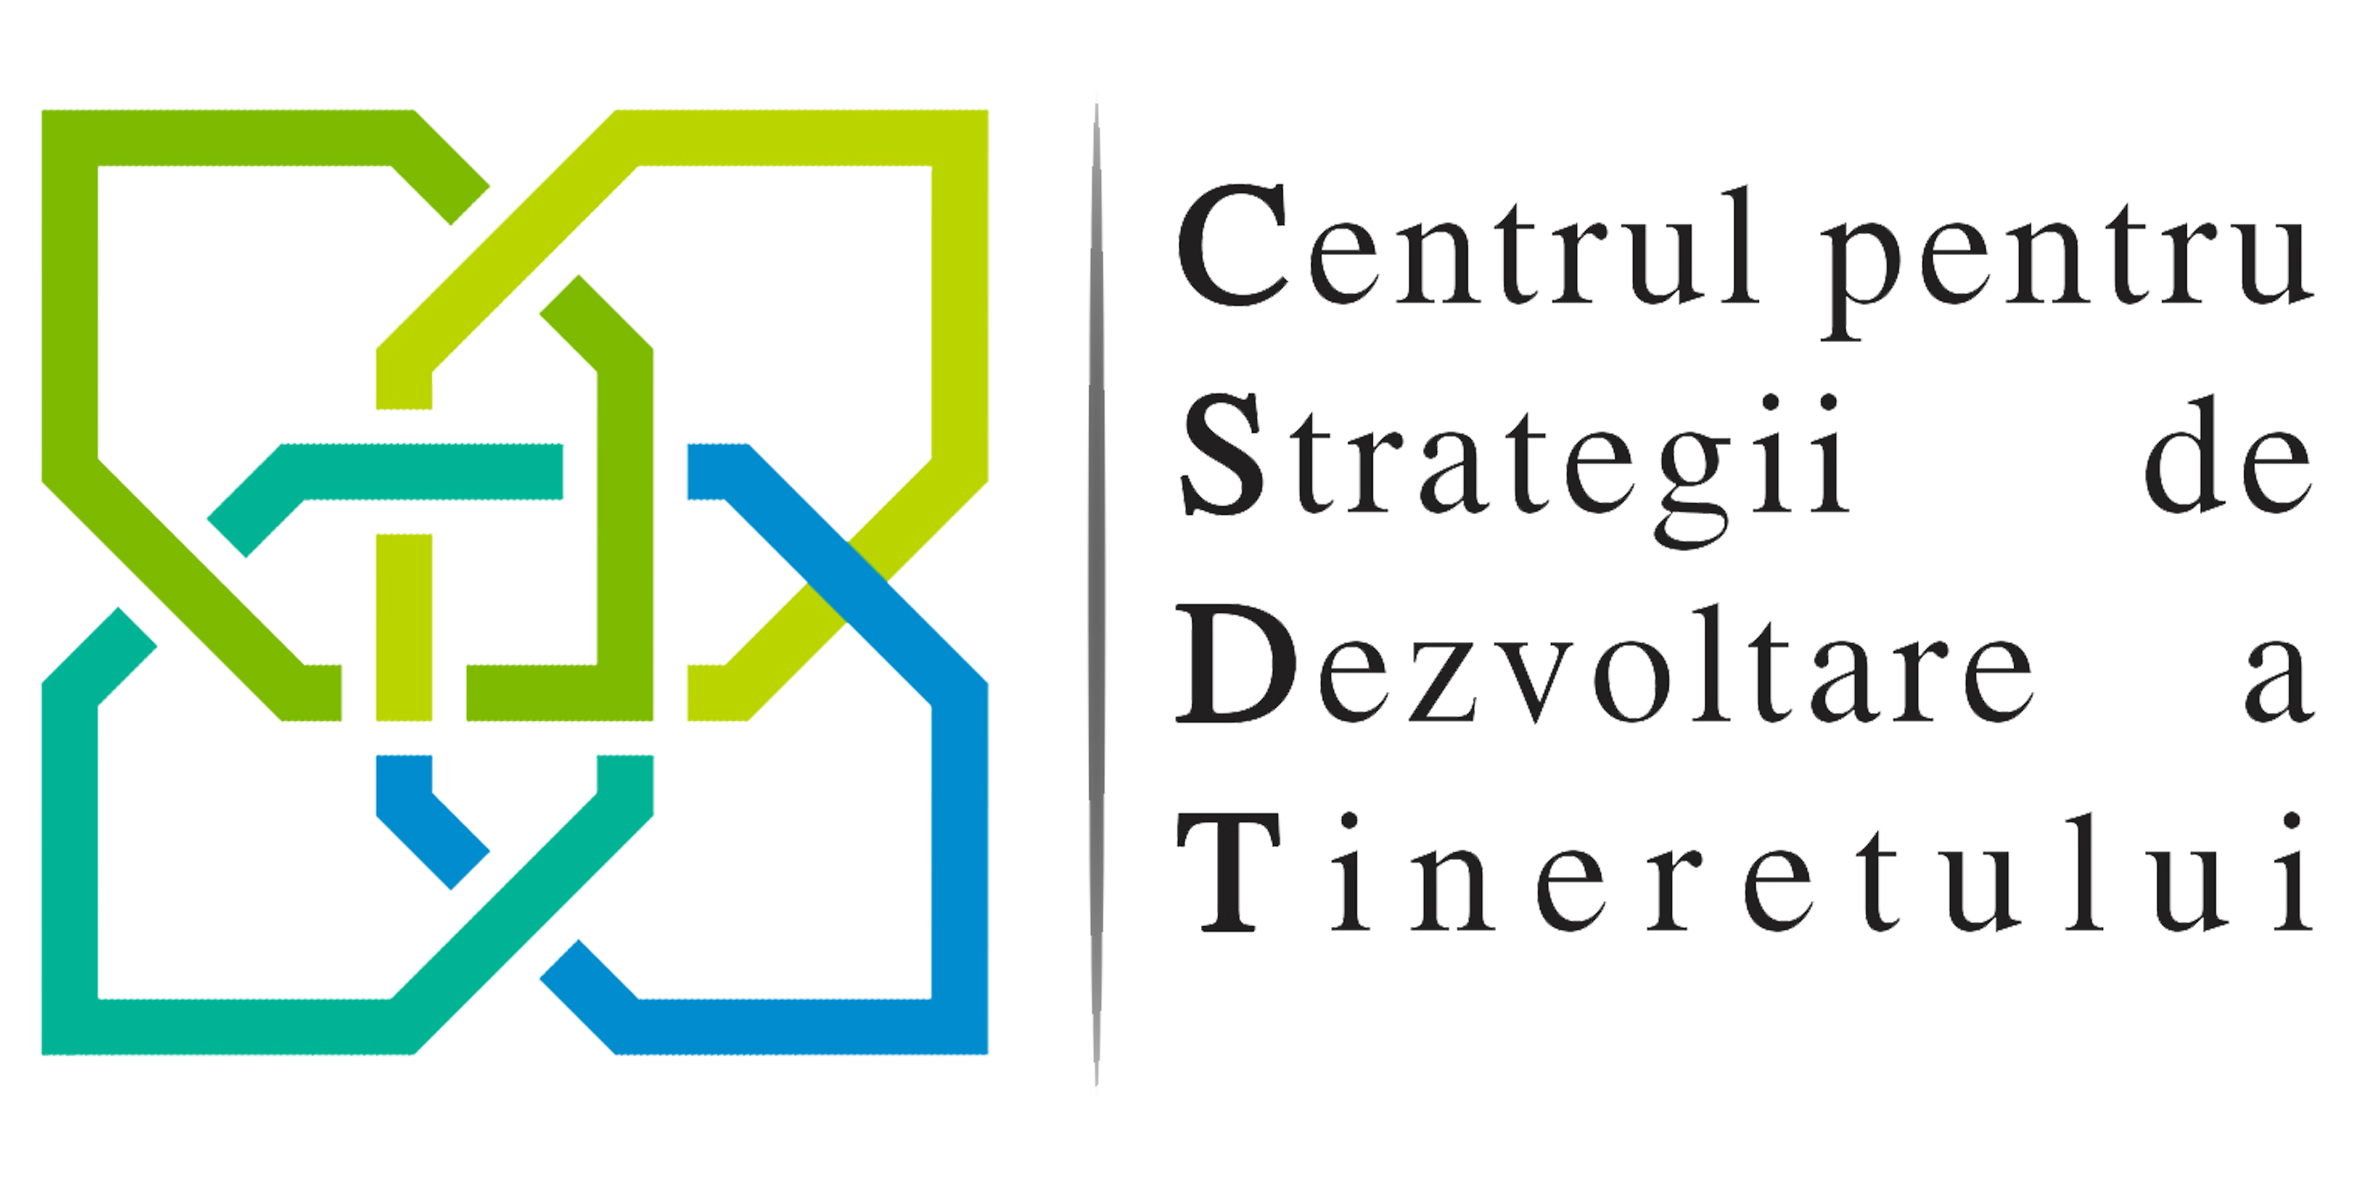 Centrul pentru
Strategii de
Dezvoltare a
Tineretului